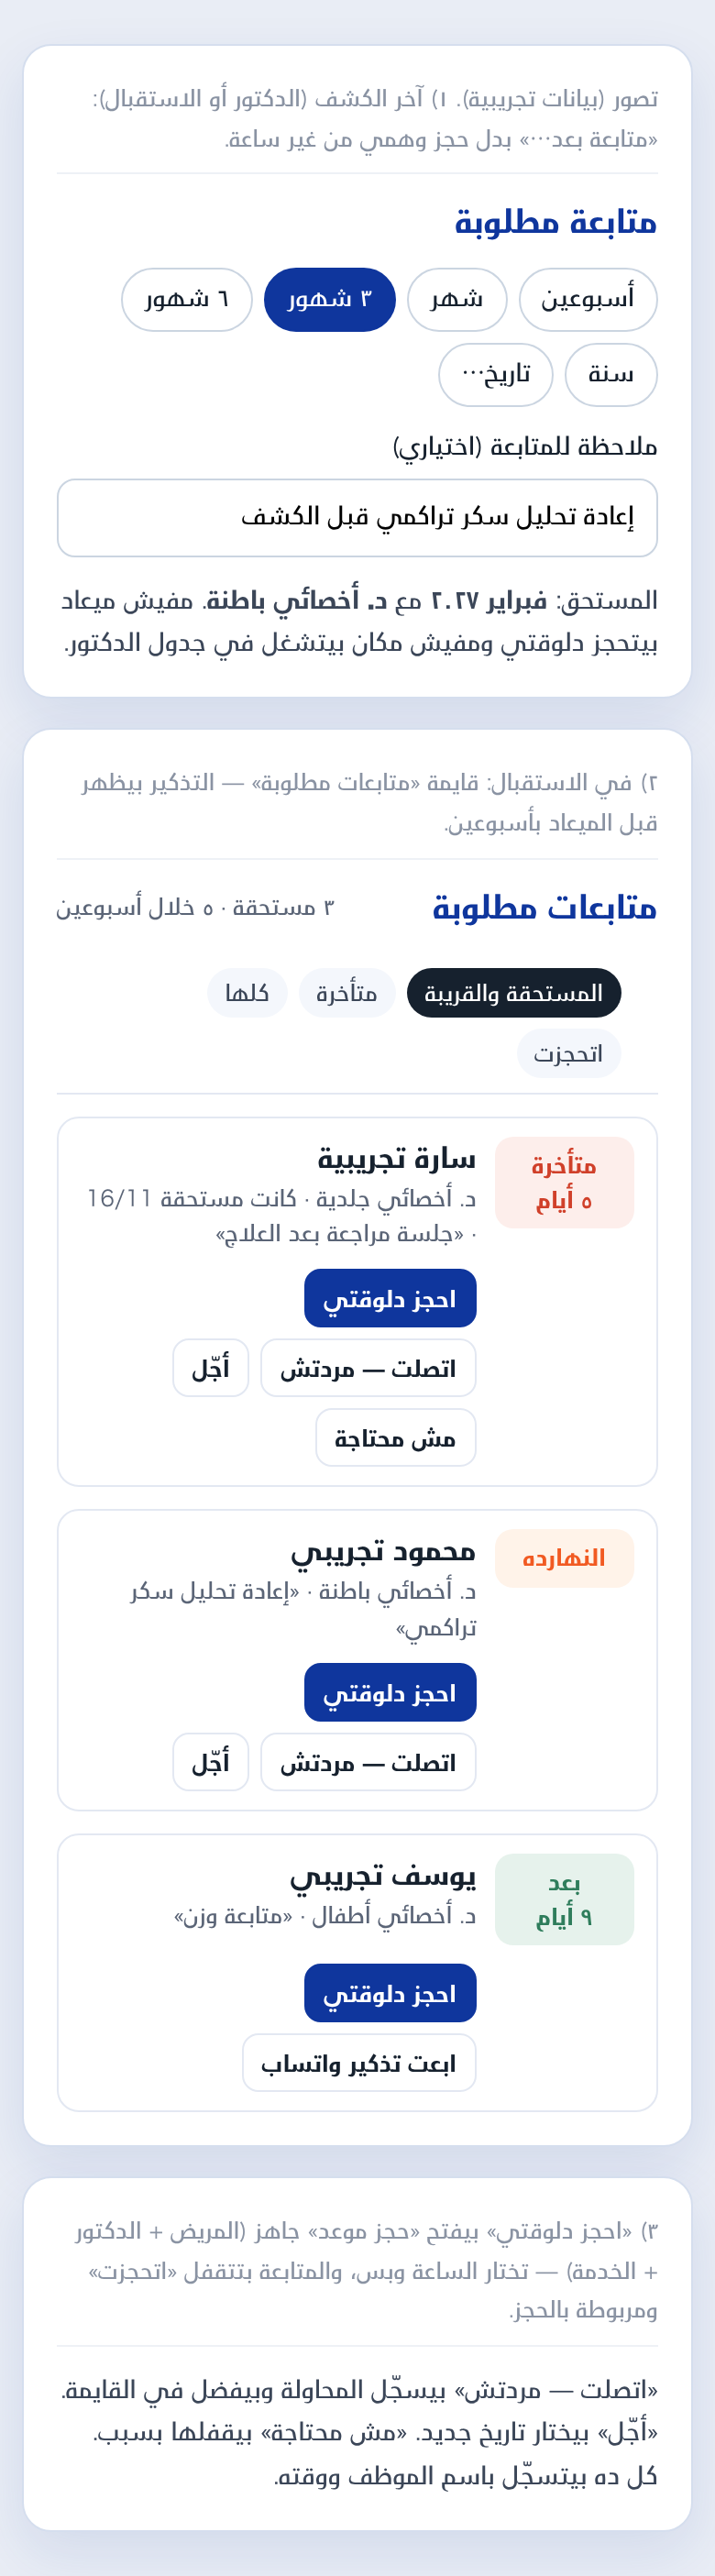 تصور (بيانات تجريبية). ١) آخر الكشف (الدكتور أو الاستقبال):
«متابعة بعد…» بدل حجز وهمي من غير ساعة.
متابعة مطلوبة
أسبوعين
شهر
٣ شهور
٦ شهور
سنة
تاريخ…
ملاحظة للمتابعة (اختياري)
إعادة تحليل سكر تراكمي قبل الكشف
المستحق: فبراير ٢٠٢٧ مع د. أخصائي باطنة. مفيش ميعاد
بيتحجز دلوقتي ومفيش مكان بيتشغل في جدول الدكتور.
٢) في الاستقبال: قايمة «متابعات مطلوبة» — التذكير بيظهر
قبل الميعاد بأسبوعين.
متابعات مطلوبة
٣ مستحقة · ٥ خلال أسبوعين
المستحقة والقريبة
متأخرة
كلها
اتحجزت
متأخرة
٥ أيام
سارة تجريبية
د. أخصائي جلدية · كانت مستحقة 16/11
· «جلسة مراجعة بعد العلاج»
احجز دلوقتي
اتصلت — مردتش
أجّل
مش محتاجة
النهارده
محمود تجريبي
د. أخصائي باطنة · «إعادة تحليل سكر
تراكمي»
احجز دلوقتي
اتصلت — مردتش
أجّل
بعد
٩ أيام
يوسف تجريبي
د. أخصائي أطفال · «متابعة وزن»
احجز دلوقتي
ابعت تذكير واتساب
٣) «احجز دلوقتي» بيفتح «حجز موعد» جاهز (المريض + الدكتور
+ الخدمة) — تختار الساعة وبس، والمتابعة بتتقفل «اتحجزت»
ومربوطة بالحجز.
«اتصلت — مردتش» بيسجّل المحاولة وبيفضل في القايمة.
«أجّل» بيختار تاريخ جديد. «مش محتاجة» بيقفلها بسبب.
كل ده بيتسجّل باسم الموظف ووقته.